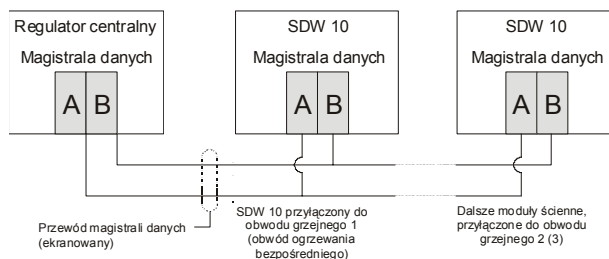 Regulator centralny
Magistrala danych
A B
SDW 10
Magistrala danych
A B
SDW 10
Magistrala danych
A B
Przewód magistrali danych
(ekranowany)
SDW 10 przyłączony do
obwodu grzejnego 1
(obwód ogrzewania
bezpośredniego)
Dalsze moduły ścienne,
przyłączone do obwodu
grzejnego 2 (3)